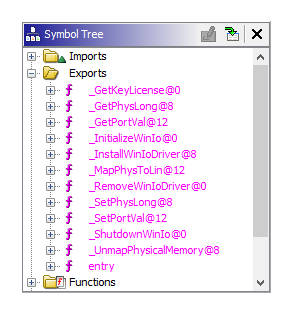 Symbol Tree
Imports
Exports
_GetKeyLicense@0
_GetPhysLong@8
_GetPortVal@12
_InitializeWinIo@0
_InstallWinIoDriver@8
_MapPhysToLin@12
_RemoveWinIoDriver@0
_SetPhysLong@8
_SetPortVal@12
_ShutdownWinIo@0
_UnmapPhysicalMemory@8
entry
Functions